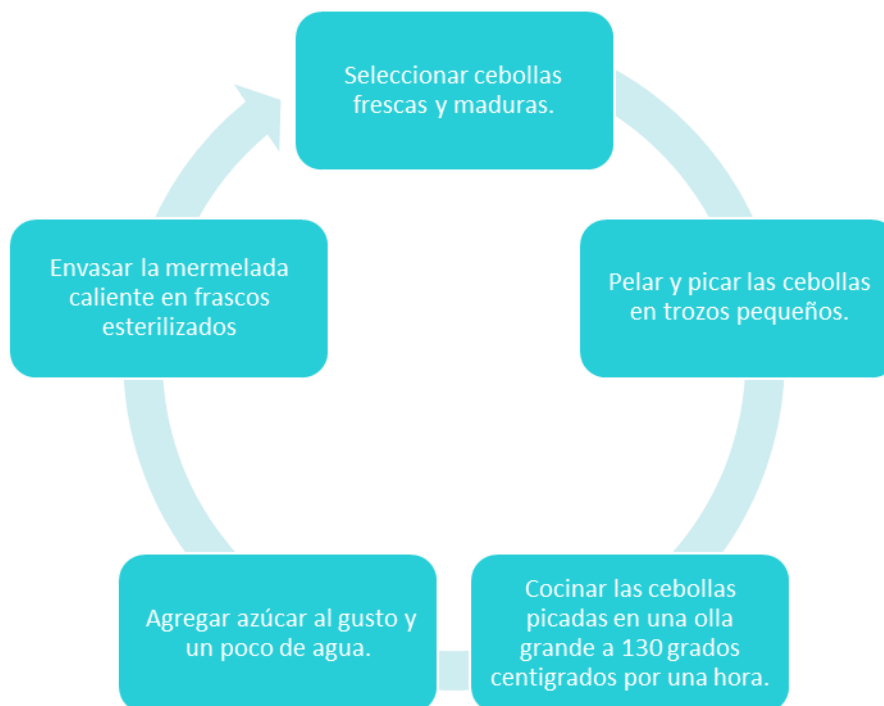 Seleccionar cebollas
frescas y maduras.
Pelar y picar las cebollas
en trozos pequeños.
Cocinar las cebollas
picadas en una olla
grande a 130 grados
centigrados por una hora.
Agregar azúcar al gusto y
un poco de agua.
Envasar la mermelada
caliente en frascos
esterilizados